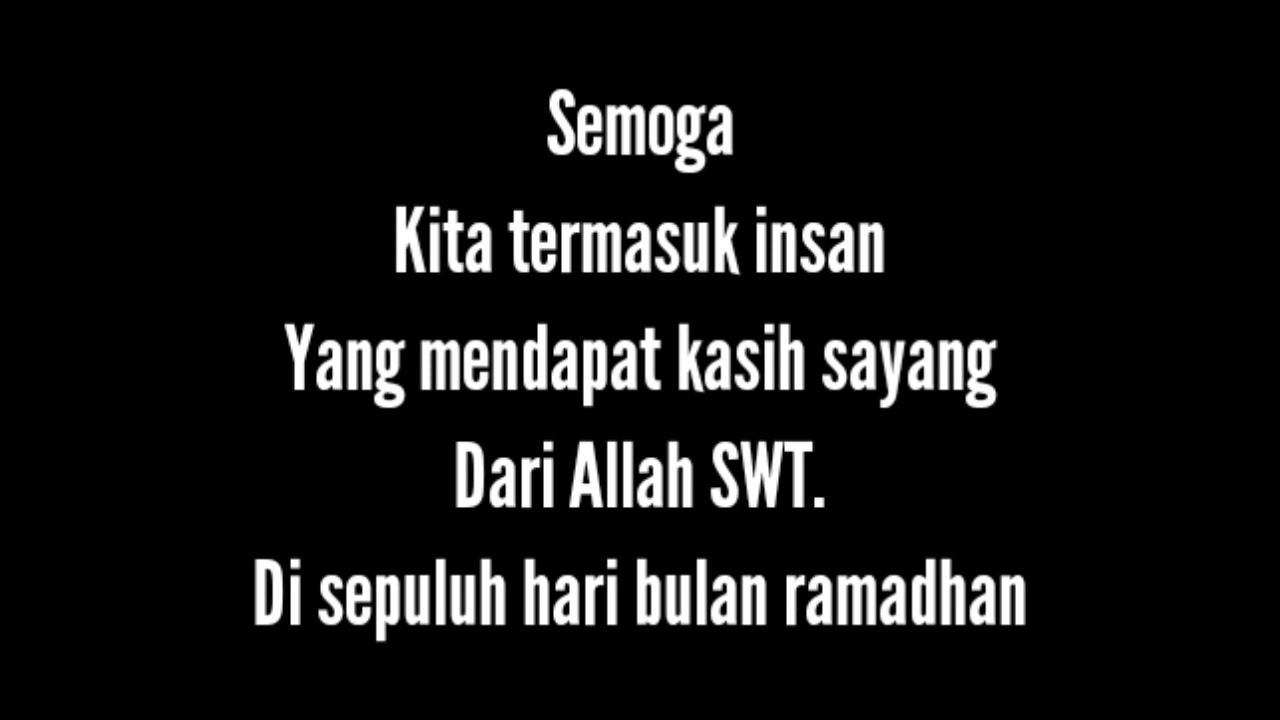 Semoga
Kita termasuk insan
Yang mendapat kasih sayang
Dari Allah SWT.
Di sepuluh hari bulan ramadhan